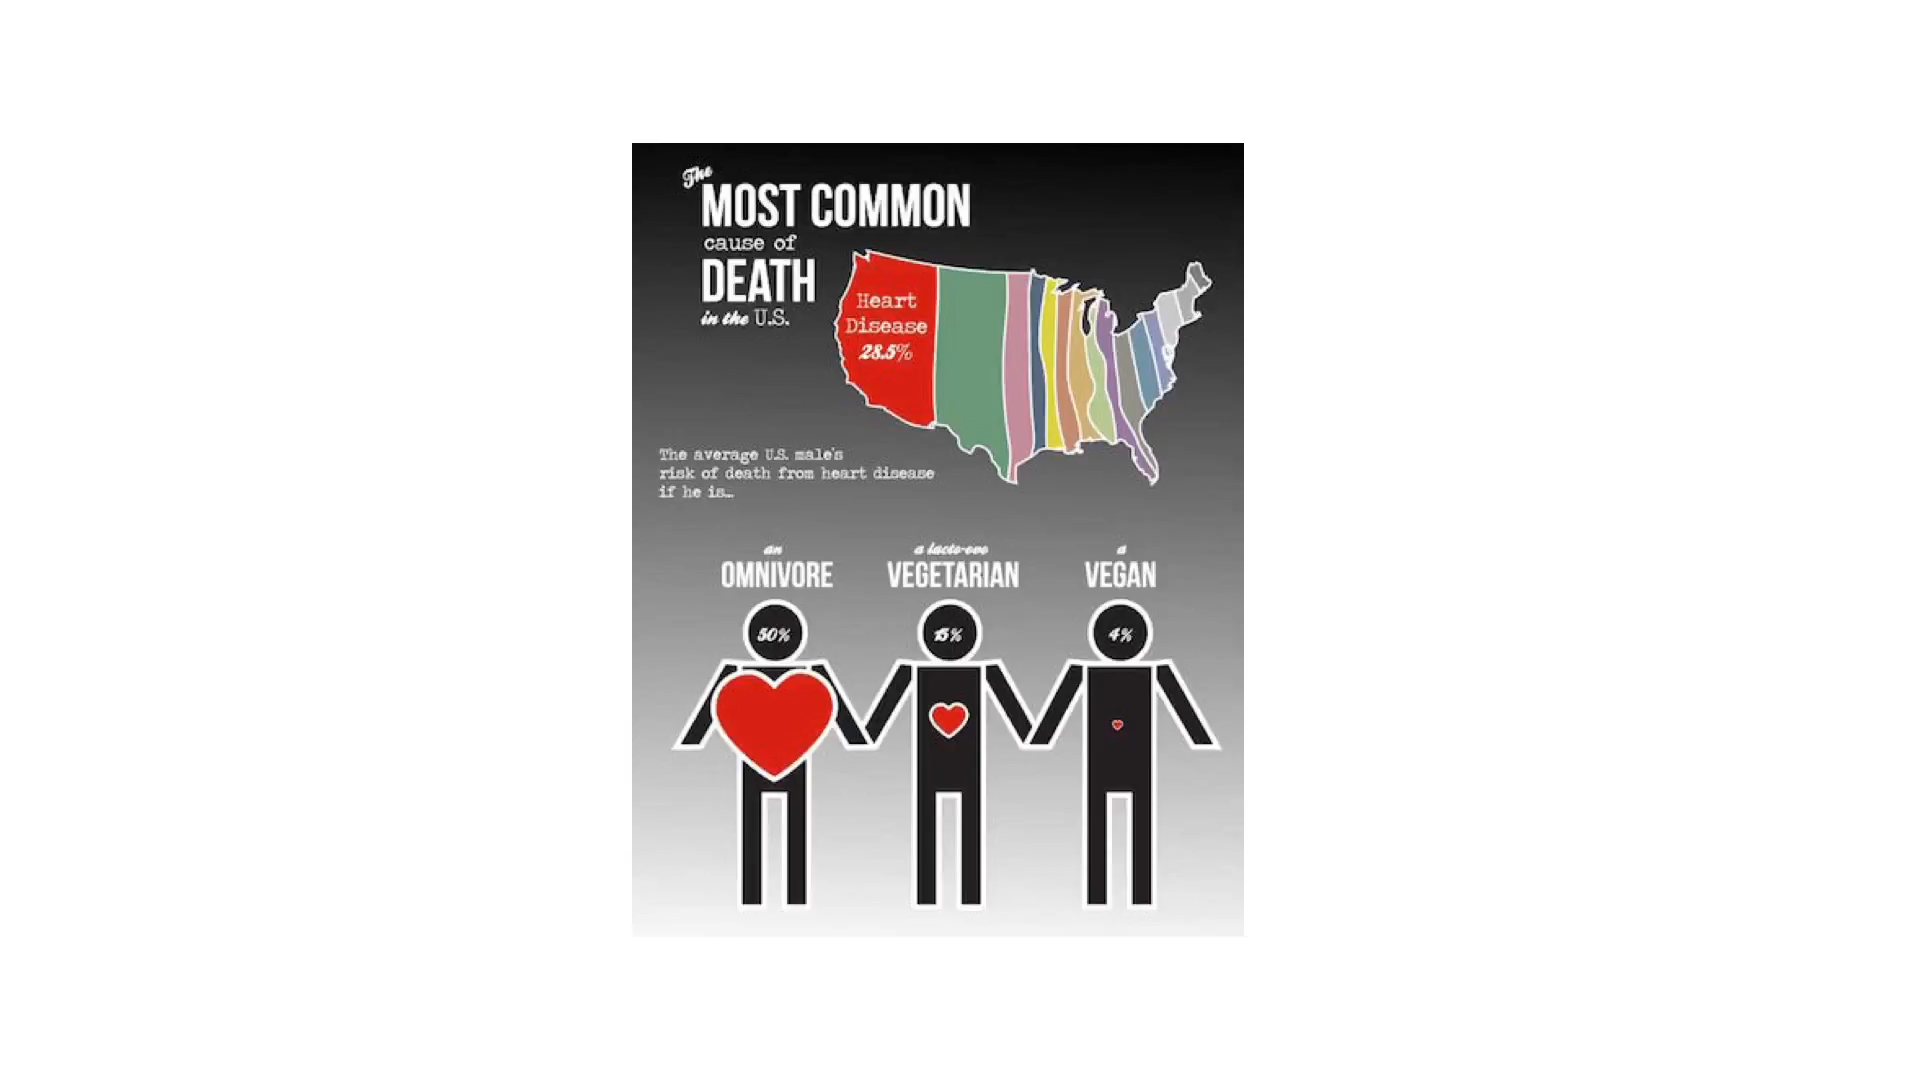 The
MOST COMMON
cause of
DEATH
in the U.S.
Heart
Disease
28.5%
The average U.S. male's
risk of death from heart disease
if he is...
an
OMNIVORE
50%
a lacto-ovo
VEGETARIAN
15%
a
VEGAN
4%